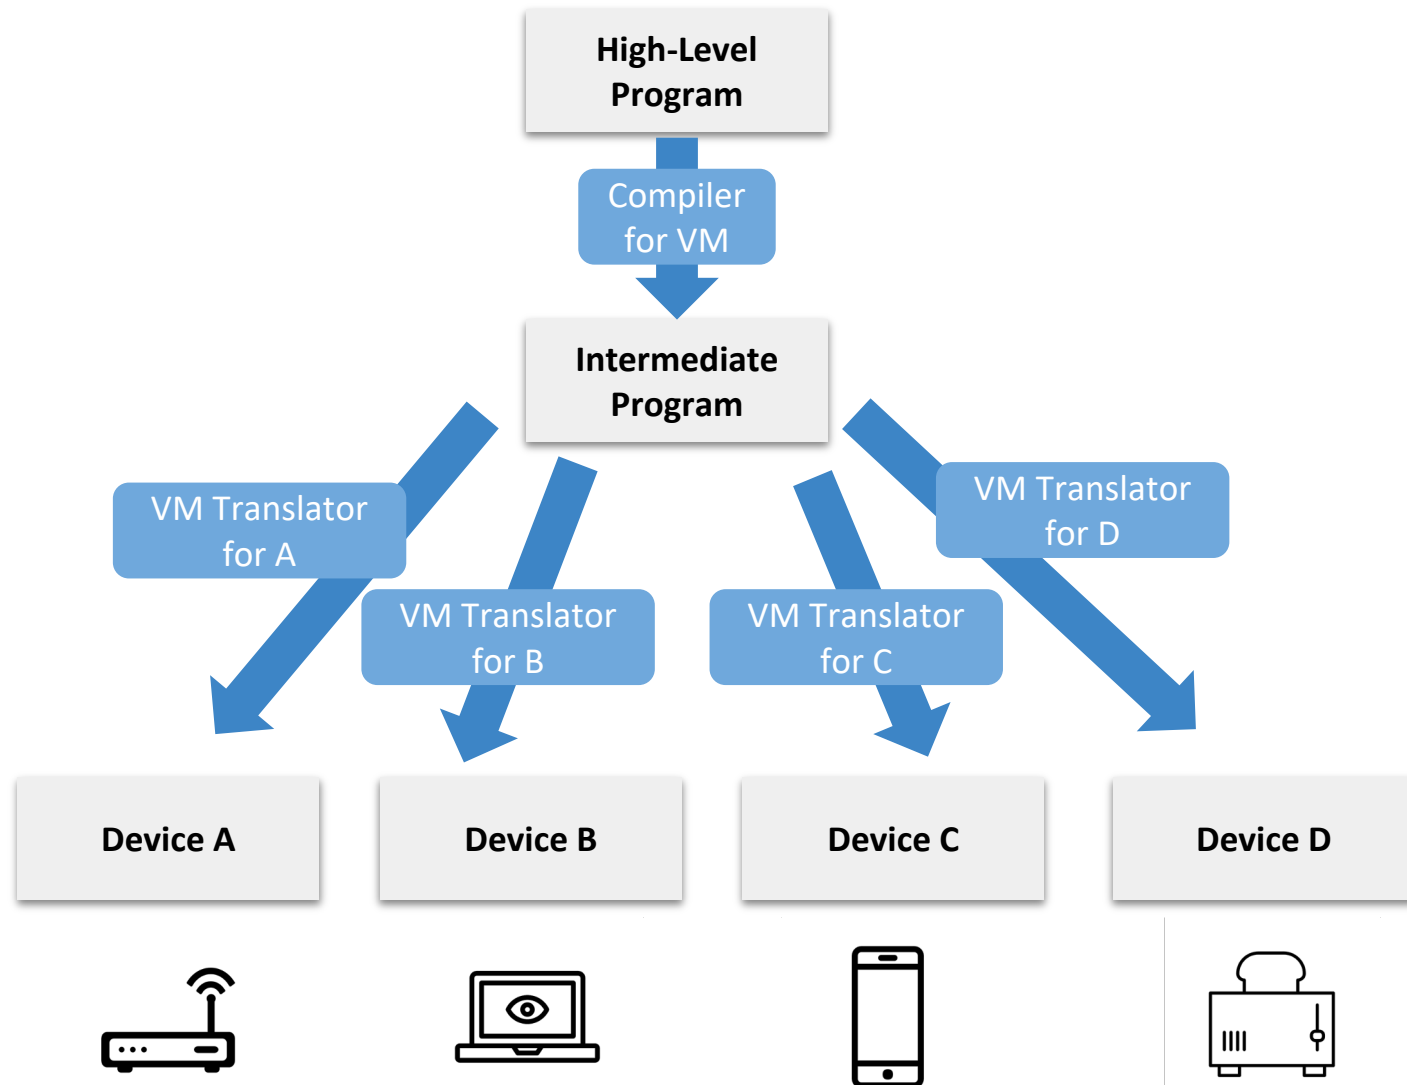 High-Level
Program
Compiler
for VM
Intermediate
Program
VM Translator
for A
VM Translator
for B
VM Translator
for C
VM Translator
for D
Device A
Device B
Device C
Device D